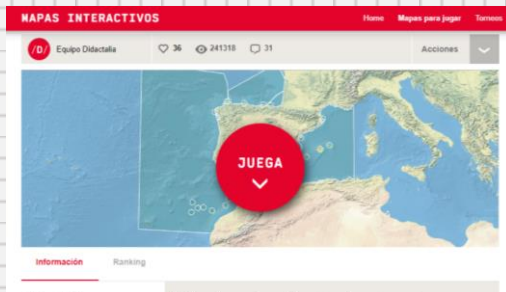 MAPAS INTERACTIVOS
Home Mapas para jugar Torneos
/D/ Equipo Didactalia 36 241318 31 Acciones
JUEGA
Información Ranking